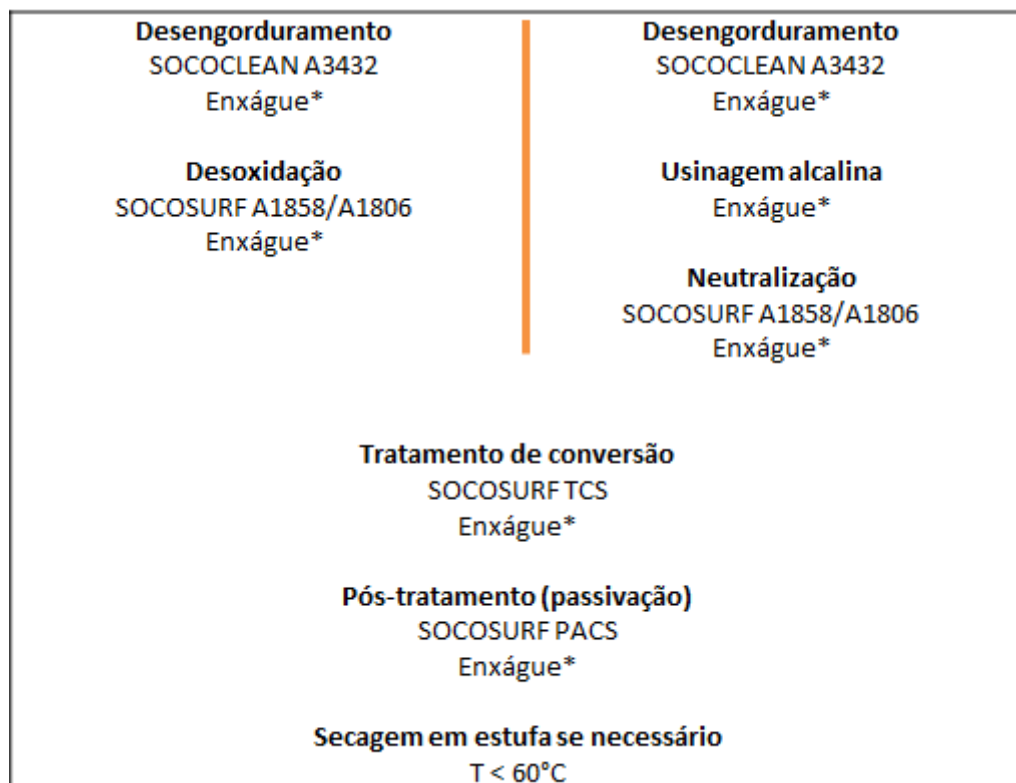 Desengorduramento
SOCOCLEAN A3432
Enxágue*
Desoxidação
SOCOSURF A1858/A1806
Enxágue*
Desengorduramento
SOCOCLEAN A3432
Enxágue*
Usinagem alcalina
Enxágue*
Neutralização
SOCOSURF A1858/A1806
Enxágue*
Tratamento de conversão
SOCOSURF TCS
Enxágue*
Pós-tratamento (passivação)
SOCOSURF PACS
Enxágue*
Secagem em estufa se necessário
T < 60°C